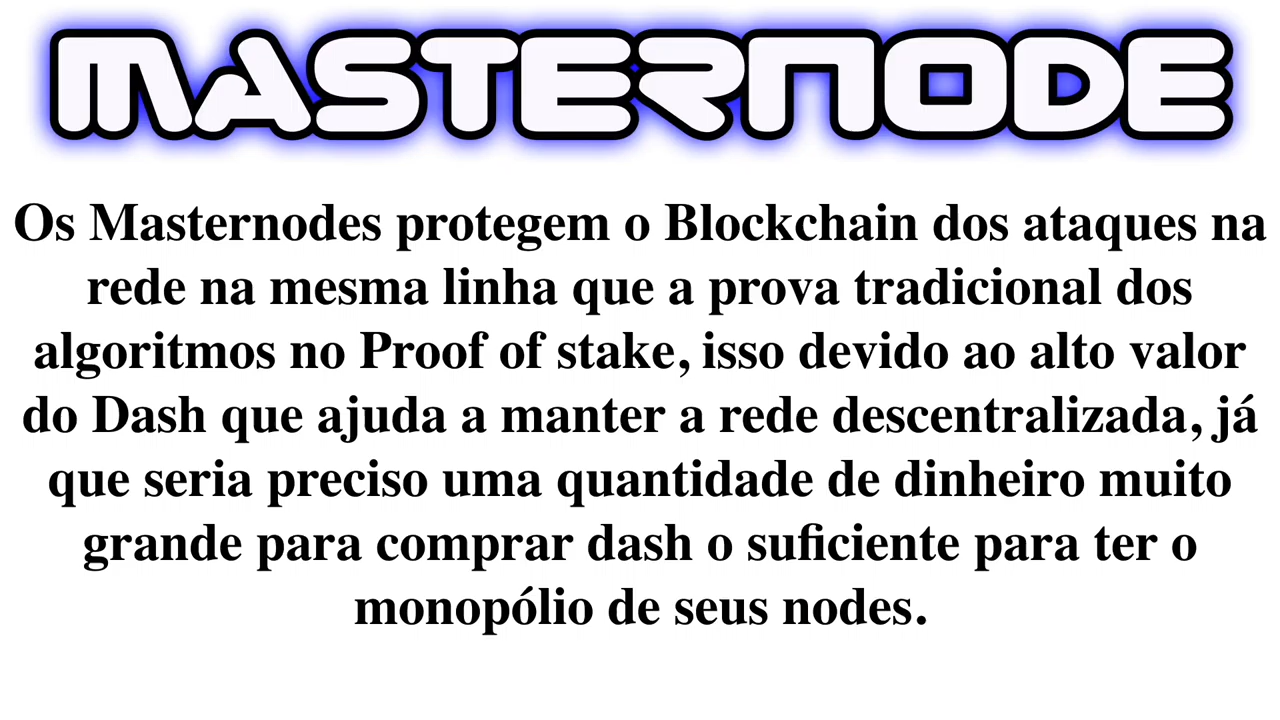 MASTERNODE
Os Masternodes protegem o Blockchain dos ataques na
rede na mesma linha que a prova tradicional dos
algoritmos no Proof of stake, isso devido ao alto valor
do Dash que ajuda a manter a rede descentralizada, já
que seria preciso uma quantidade de dinheiro muito
grande para comprar dash o suficiente para ter o
monopólio de seus nodes.